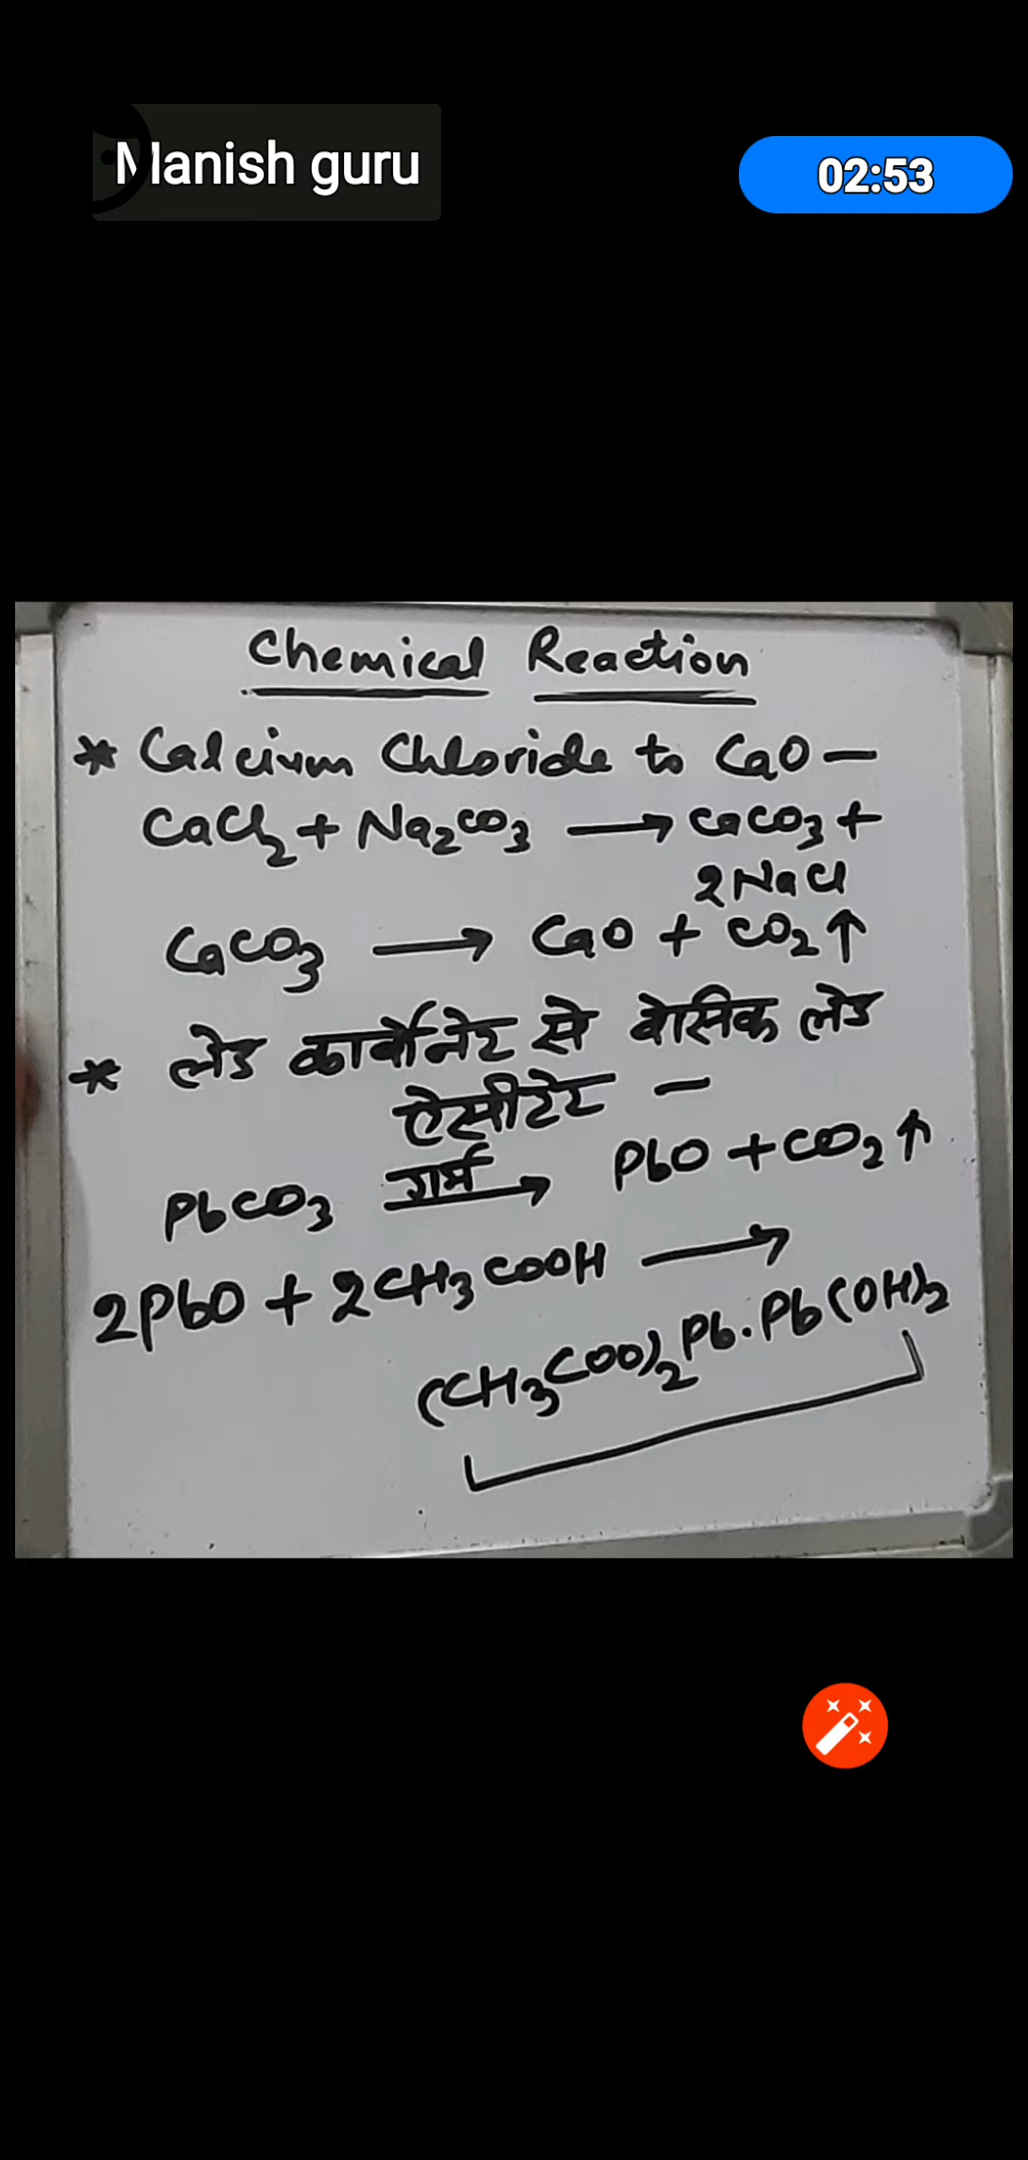 Manish guru
02:53
Chemical Reaction
* Calcium Chloride to CaO —
CaCl₂ + Na₂CO₃ ⟶ CaCO₃ +
2NaCl
CaCO₃ ⟶ CaO + CO₂↑
* लेड कार्बोनेट से बेसिक लेड
ऐसीटेट —
गर्म
PbCO₃ ⟶ PbO + CO₂↑
2PbO + 2CH₃COOH ⟶
(CH₃COO)₂Pb.Pb(OH)₂